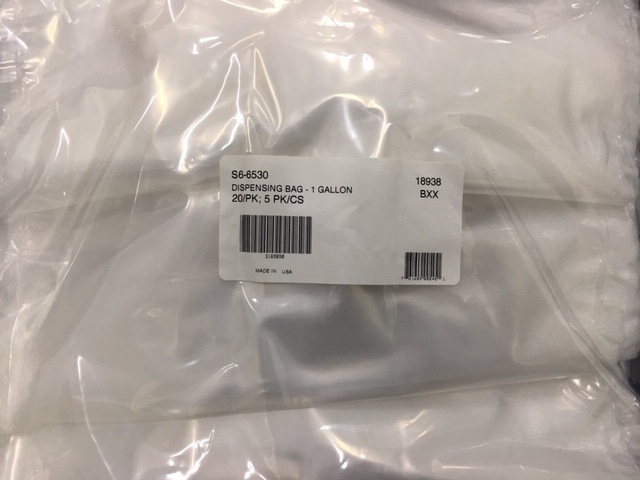 S6-6530
DISPENSING BAG - 1 GALLON
20/PK; 5 PK/CS
18938
BXX
MADE IN USA